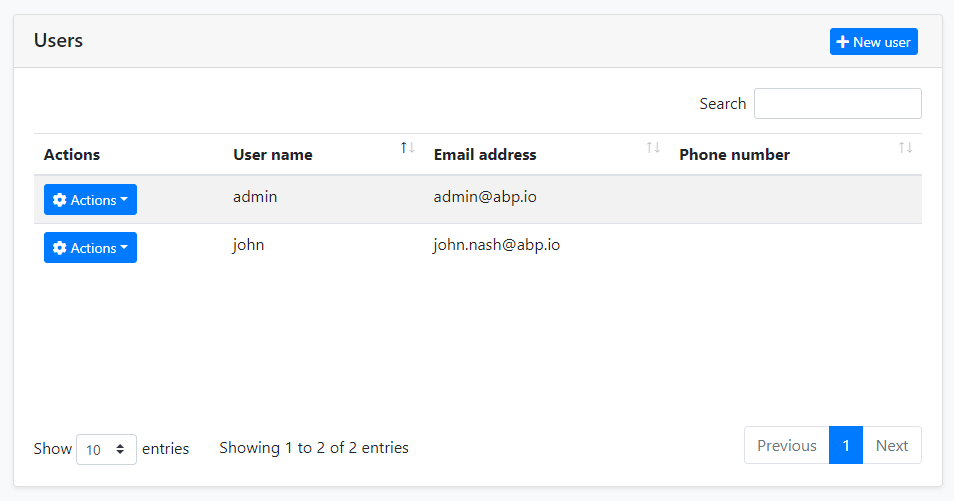 Users
New user
Search
Actions User name Email address Phone number
Actions admin admin@abp.io
Actions john john.nash@abp.io
Show 10 entries Showing 1 to 2 of 2 entries Previous 1 Next